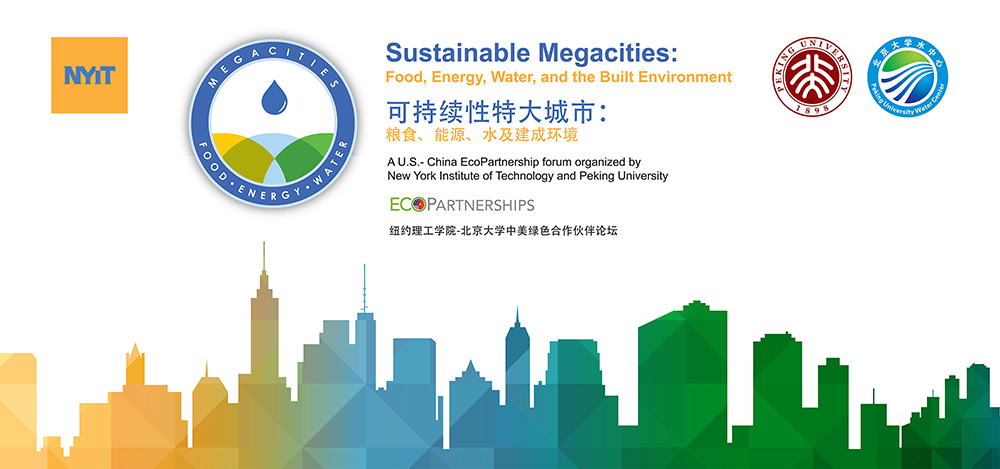 NYIT
MEGACITIES
FOOD • ENERGY • WATER
Sustainable Megacities:
Food, Energy, Water, and the Built Environment
可持续性特大城市：
粮食、能源、水及建成环境
A U.S.- China EcoPartnership forum organized by
New York Institute of Technology and Peking University
ECOPARTNERSHIPS
纽约理工学院-北京大学中美绿色合作伙伴论坛
PEKING UNIVERSITY
1898
北京大学水中心
Peking University Water Center